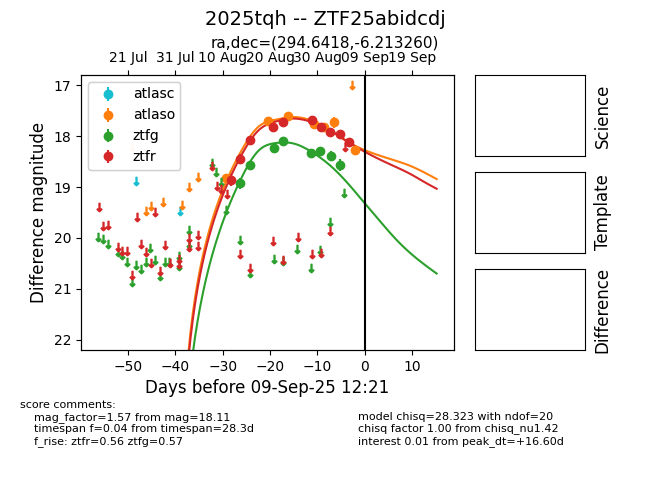 2025tqh -- ZTF25abidcdj
ra,dec=(294.6418,-6.213260)
21 Jul 31 Jul 10 Aug 20 Aug 30 Aug 09 Sep 19 Sep
atlasc
atlaso
ztfg
ztfr
17
18
19
20
21
22
Difference magnitude
−50 −40 −30 −20 −10 0 10
Days before 09-Sep-25 12:21
Science
Template
Difference
score comments:
mag_factor=1.57 from mag=18.11
timespan f=0.04 from timespan=28.3d
f_rise: ztfr=0.56 ztfg=0.57
model chisq=28.323 with ndof=20
chisq factor 1.00 from chisq_nu1.42
interest 0.01 from peak_dt=+16.60d